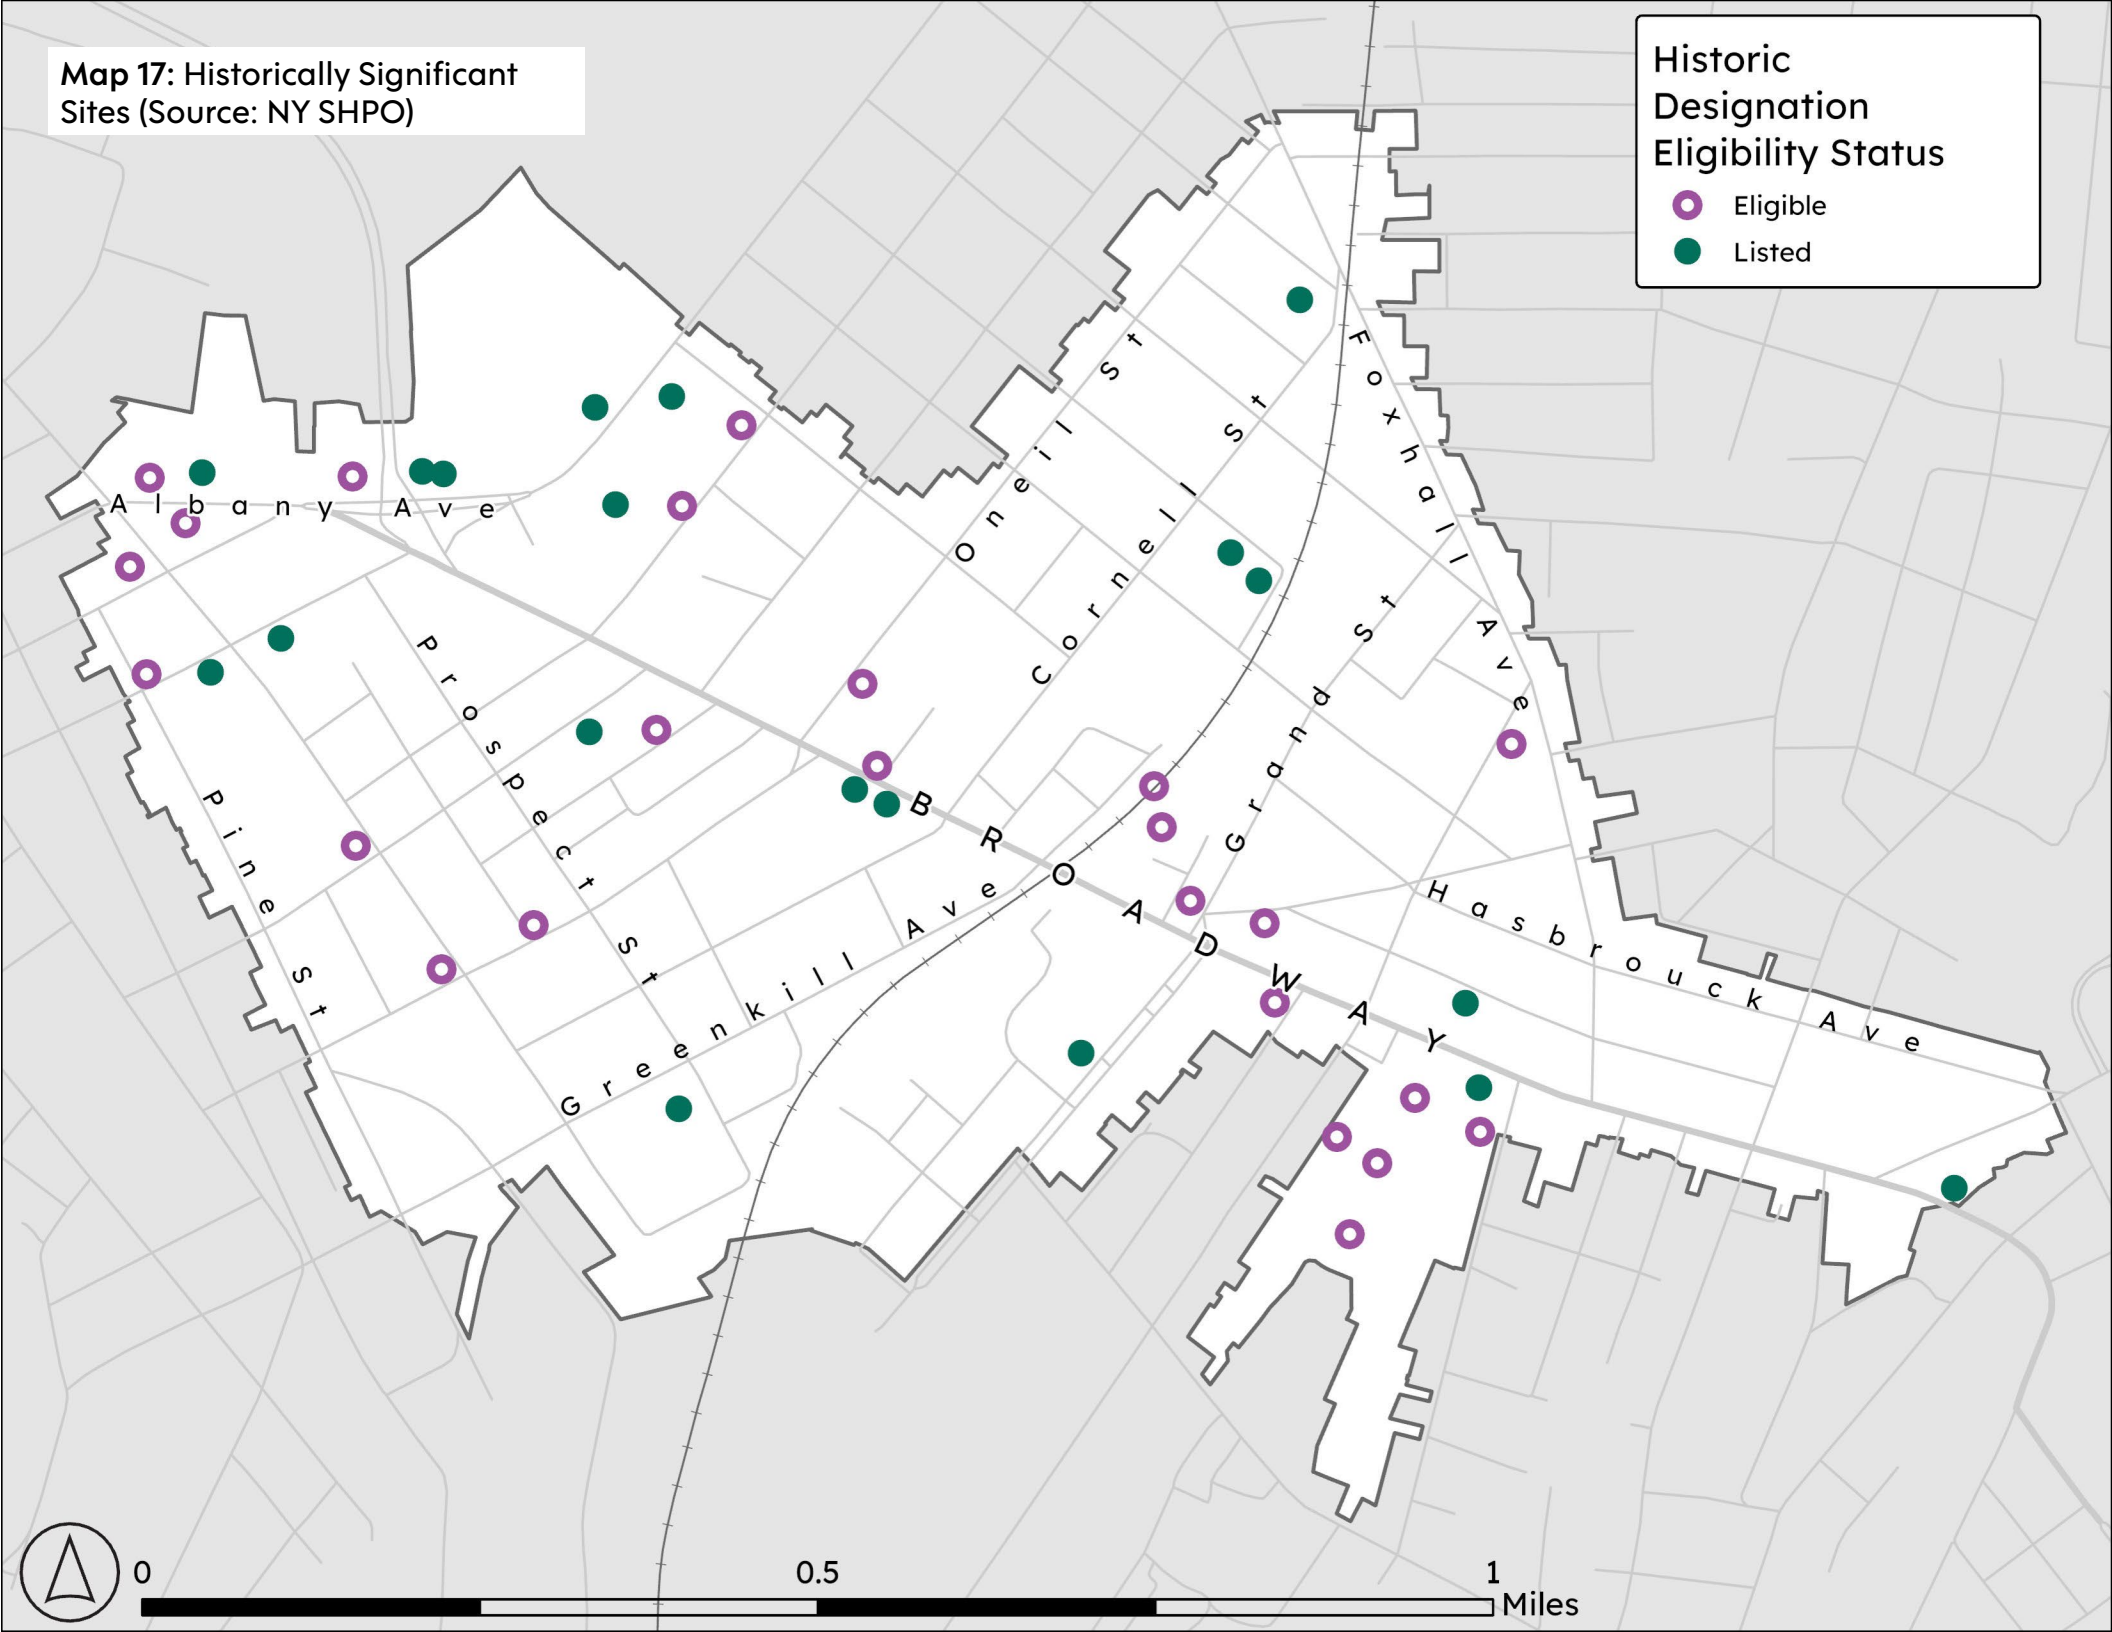 Map 17: Historically Significant
Sites (Source: NY SHPO)
Historic
Designation
Eligibility Status
Eligible
Listed
Albany Ave
Oneil St
Cornell St
Foxhall Ave
Prospect St
Pine St
Grand St
BROADWAY
Greenkill Ave
Hasbrouck Ave
0
0.5
1
Miles